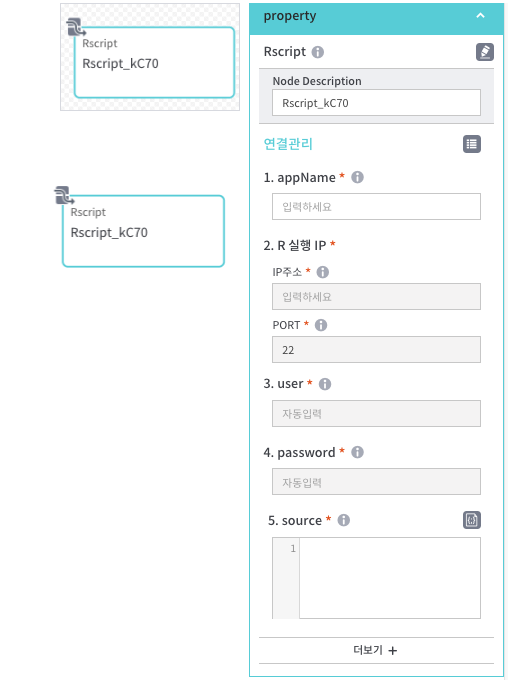 Rscript
Rscript_kC70
Rscript
Rscript_kC70
property
Rscript
Node Description
Rscript_kC70
연결관리
1. appName *
입력하세요
2. R 실행 IP *
IP주소 *
입력하세요
PORT *
22
3. user *
자동입력
4. password *
자동입력
5. source *
1
더보기 +